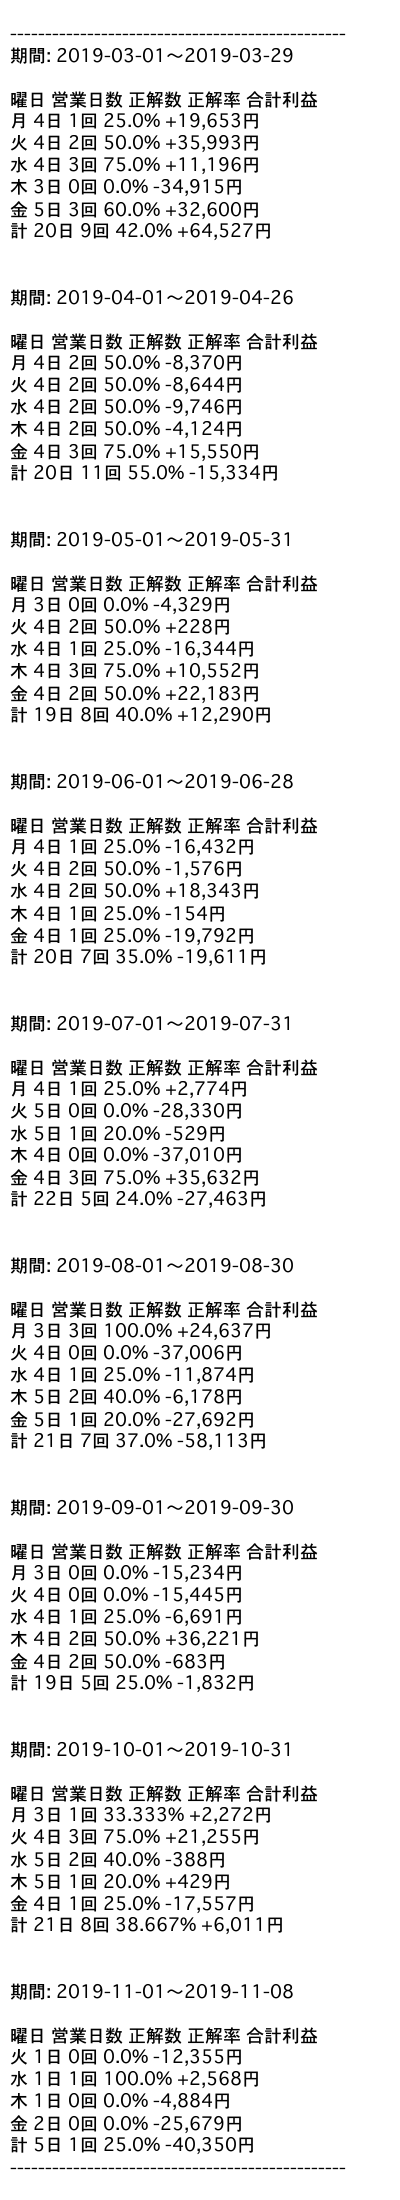 ------------------------------------------------
期間: 2019-03-01〜2019-03-29
曜日 営業日数 正解数 正解率 合計利益
月 4日 1回 25.0% +19,653円
火 4日 2回 50.0% +35,993円
水 4日 3回 75.0% +11,196円
木 3日 0回 0.0% -34,915円
金 5日 3回 60.0% +32,600円
計 20日 9回 42.0% +64,527円
期間: 2019-04-01〜2019-04-26
曜日 営業日数 正解数 正解率 合計利益
月 4日 2回 50.0% -8,370円
火 4日 2回 50.0% -8,644円
水 4日 2回 50.0% -9,746円
木 4日 2回 50.0% -4,124円
金 4日 3回 75.0% +15,550円
計 20日 11回 55.0% -15,334円
期間: 2019-05-01〜2019-05-31
曜日 営業日数 正解数 正解率 合計利益
月 3日 0回 0.0% -4,329円
火 4日 2回 50.0% +228円
水 4日 1回 25.0% -16,344円
木 4日 3回 75.0% +10,552円
金 4日 2回 50.0% +22,183円
計 19日 8回 40.0% +12,290円
期間: 2019-06-01〜2019-06-28
曜日 営業日数 正解数 正解率 合計利益
月 4日 1回 25.0% -16,432円
火 4日 2回 50.0% -1,576円
水 4日 2回 50.0% +18,343円
木 4日 1回 25.0% -154円
金 4日 1回 25.0% -19,792円
計 20日 7回 35.0% -19,611円
期間: 2019-07-01〜2019-07-31
曜日 営業日数 正解数 正解率 合計利益
月 4日 1回 25.0% +2,774円
火 5日 0回 0.0% -28,330円
水 5日 1回 20.0% -529円
木 4日 0回 0.0% -37,010円
金 4日 3回 75.0% +35,632円
計 22日 5回 24.0% -27,463円
期間: 2019-08-01〜2019-08-30
曜日 営業日数 正解数 正解率 合計利益
月 3日 3回 100.0% +24,637円
火 4日 0回 0.0% -37,006円
水 4日 1回 25.0% -11,874円
木 5日 2回 40.0% -6,178円
金 5日 1回 20.0% -27,692円
計 21日 7回 37.0% -58,113円
期間: 2019-09-01〜2019-09-30
曜日 営業日数 正解数 正解率 合計利益
月 3日 0回 0.0% -15,234円
火 4日 0回 0.0% -15,445円
水 4日 1回 25.0% -6,691円
木 4日 2回 50.0% +36,221円
金 4日 2回 50.0% -683円
計 19日 5回 25.0% -1,832円
期間: 2019-10-01〜2019-10-31
曜日 営業日数 正解数 正解率 合計利益
月 3日 1回 33.333% +2,272円
火 4日 3回 75.0% +21,255円
水 5日 2回 40.0% -388円
木 5日 1回 20.0% +429円
金 4日 1回 25.0% -17,557円
計 21日 8回 38.667% +6,011円
期間: 2019-11-01〜2019-11-08
曜日 営業日数 正解数 正解率 合計利益
火 1日 0回 0.0% -12,355円
水 1日 1回 100.0% +2,568円
木 1日 0回 0.0% -4,884円
金 2日 0回 0.0% -25,679円
計 5日 1回 25.0% -40,350円
------------------------------------------------